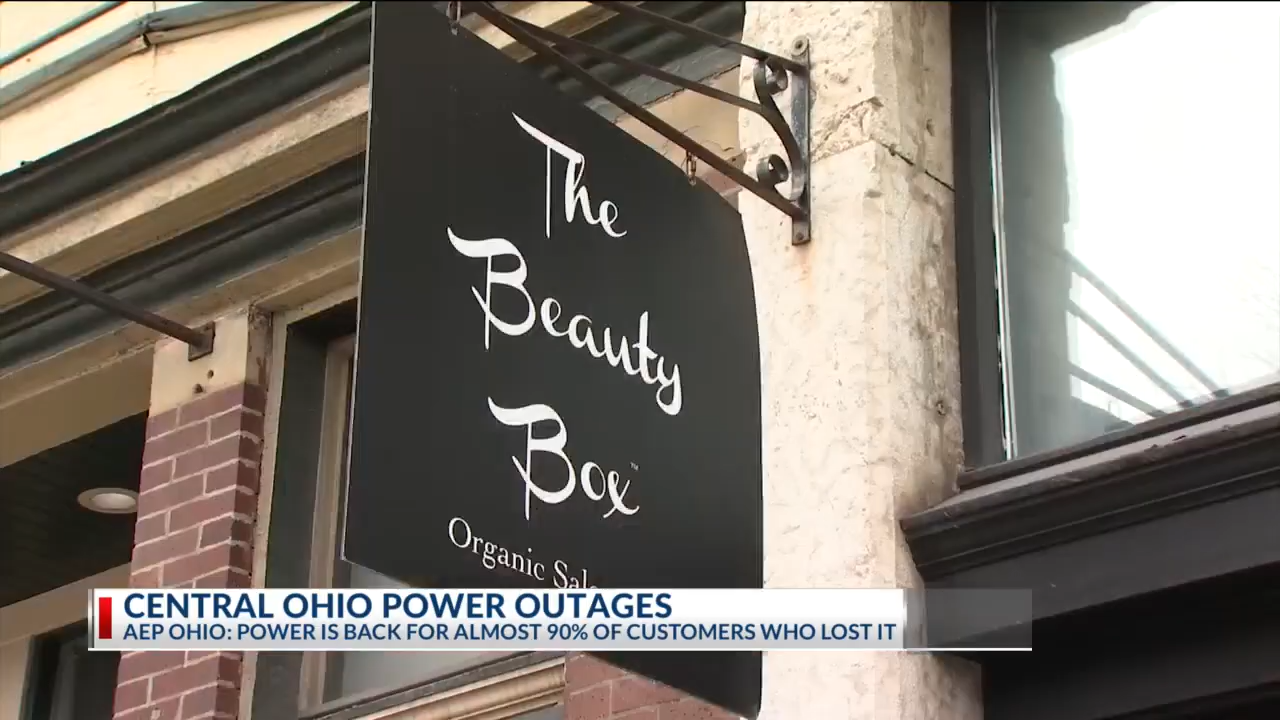 The
Beauty
Box™
Organic
CENTRAL OHIO POWER OUTAGES
AEP OHIO: POWER IS BACK FOR ALMOST 90% OF CUSTOMERS WHO LOST IT